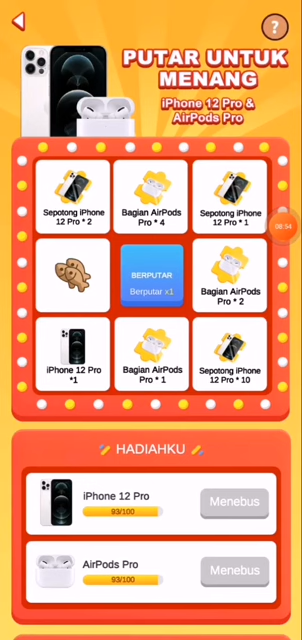 ?
PUTAR UNTUK
MENANG
iPhone 12 Pro &
AirPods Pro
Sepotong iPhone
12 Pro * 2
Bagian AirPods
Pro * 4
Sepotong iPhone
12 Pro * 1
08:54
BERPUTAR
Berputar x1
Bagian AirPods
Pro * 2
iPhone 12 Pro
*1
Bagian AirPods
Pro * 1
Sepotong iPhone
12 Pro * 10
HADIAHKU
iPhone 12 Pro
93/100
Menebus
AirPods Pro
93/100
Menebus